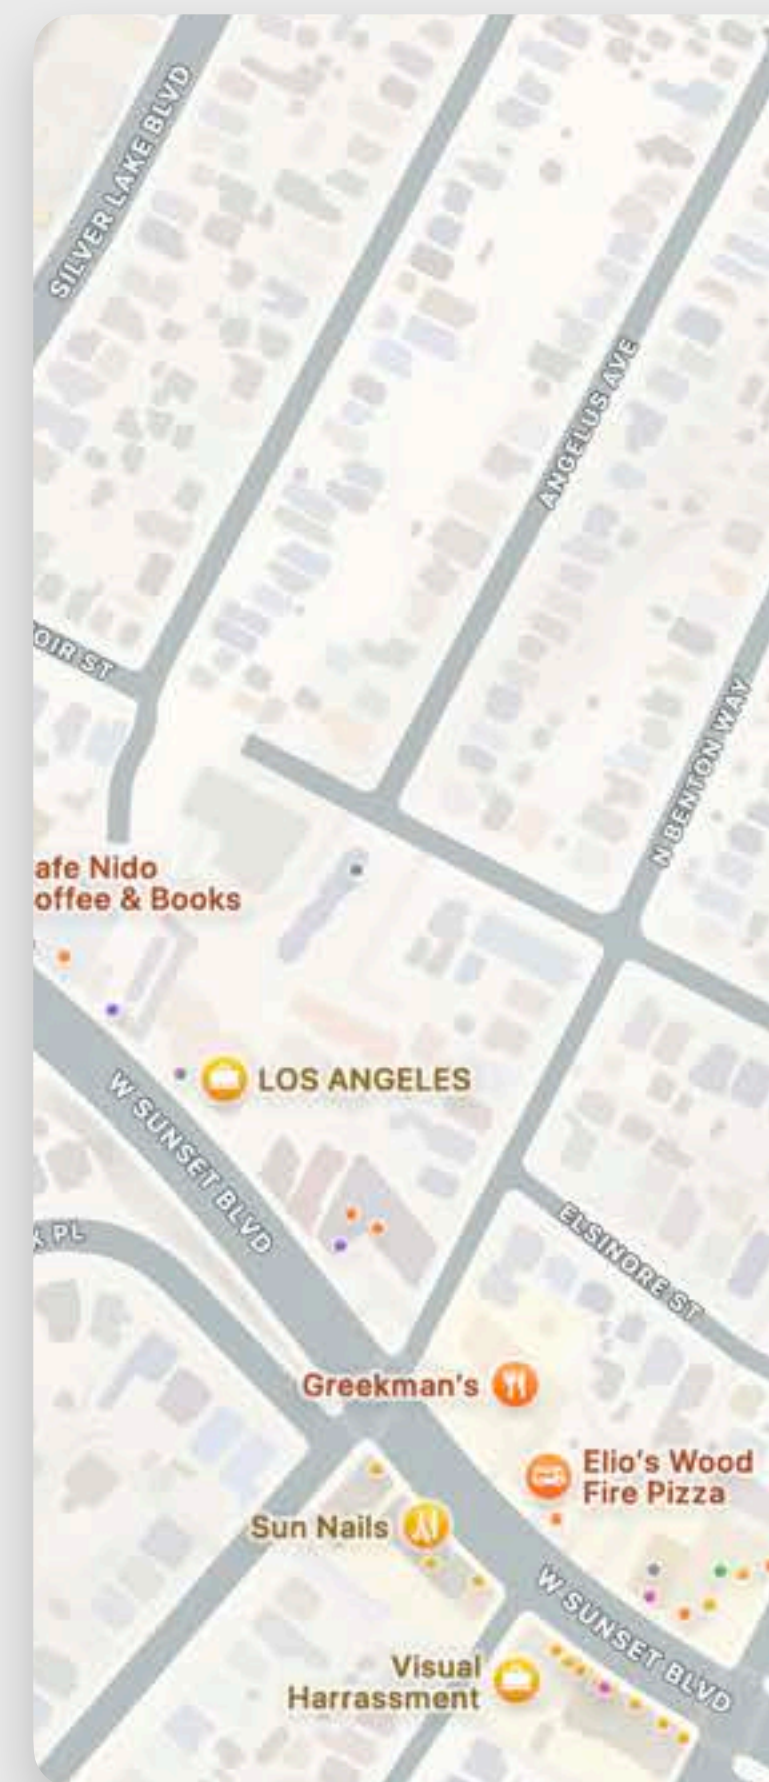 SILVER LAKE BLVD
ANGELUS AVE
OIR ST
N BENTON WAY
afe Nido
offee & Books
LOS ANGELES
W SUNSET BLVD
PL
ELSINORE ST
Greekman's
Elio's Wood
Fire Pizza
Sun Nails
W SUNSET BLVD
Visual
Harrassment